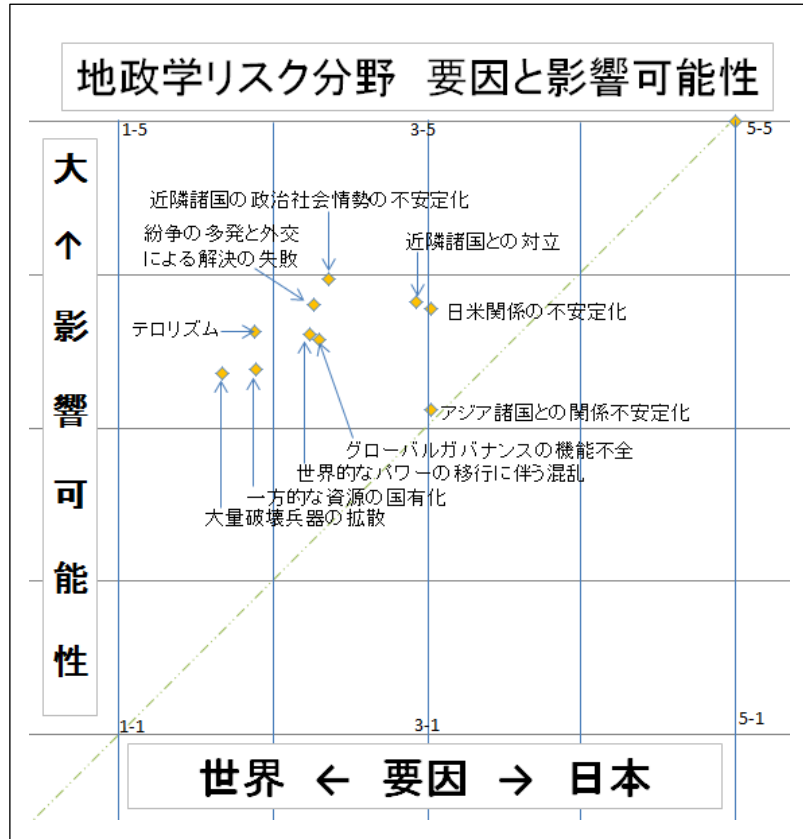 地政学リスク分野 要因と影響可能性
1-5
3-5
5-5
大
↑
影
響
可
能
性
近隣諸国の政治社会情勢の不安定化
紛争の多発と外交
による解決の失敗
近隣諸国との対立
日米関係の不安定化
テロリズム
アジア諸国との関係不安定化
グローバルガバナンスの機能不全
世界的なパワーの移行に伴う混乱
一方的な資源の国有化
大量破壊兵器の拡散
1-1
3-1
5-1
世界 ← 要因 → 日本